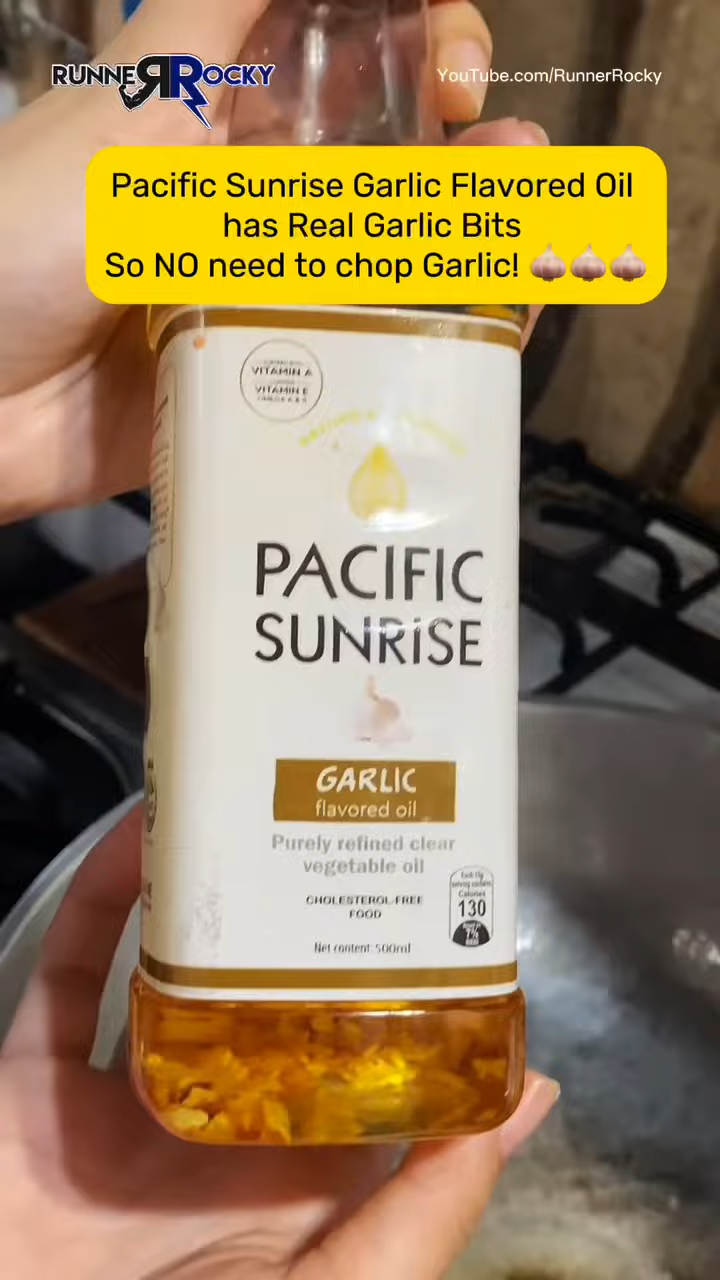 RUNNERROCKY
YouTube.com/RunnerRocky
Pacific Sunrise Garlic Flavored Oil
has Real Garlic Bits
So NO need to chop Garlic! 🧄🧄🧄
VITAMIN A
VITAMIN E
PACIFIC
SUNRiSE
GARLIC
flavored oil
Purely refined clear
vegetable oil
CHOLESTEROL-FREE
FOOD
Net content: 500ml
Calories
130
7%